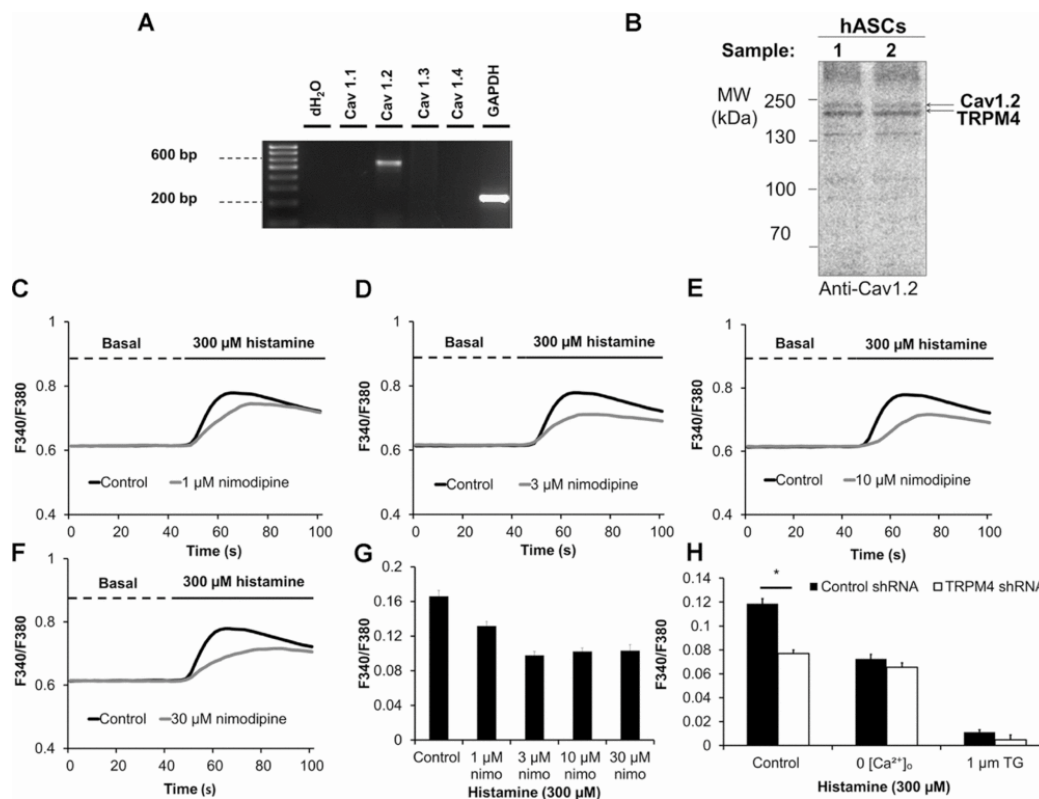 A
dH₂O
Cav 1.1
Cav 1.2
Cav 1.3
Cav 1.4
GAPDH
600 bp
200 bp
B
hASCs
Sample: 1 2
MW
(kDa)
250
130
100
70
Cav1.2
TRPM4
Anti-Cav1.2
C
Basal 300 µM histamine
F340/F380
1
0.8
0.6
0.4
Control 1 µM nimodipine
0 20 40 60 80 100
Time (s)
D
Basal 300 µM histamine
F340/F380
1
0.8
0.6
0.4
Control 3 µM nimodipine
0 20 40 60 80 100
Time (s)
E
Basal 300 µM histamine
F340/F380
1
0.8
0.6
0.4
Control 10 µM nimodipine
0 20 40 60 80 100
Time (s)
F
Basal 300 µM histamine
F340/F380
1
0.8
0.6
0.4
Control 30 µM nimodipine
0 20 40 60 80 100
Time (s)
G
F340/F380
0.2
0.16
0.12
0.08
0.04
0
Control 1 µM nimo 3 µM nimo 10 µM nimo 30 µM nimo
Histamine (300 µM)
H
F340/F380
0.14
0.12
0.1
0.08
0.06
0.04
0.02
0
*
Control shRNA TRPM4 shRNA
Control 0 [Ca²⁺]ₒ 1 µm TG
Histamine (300 µM)